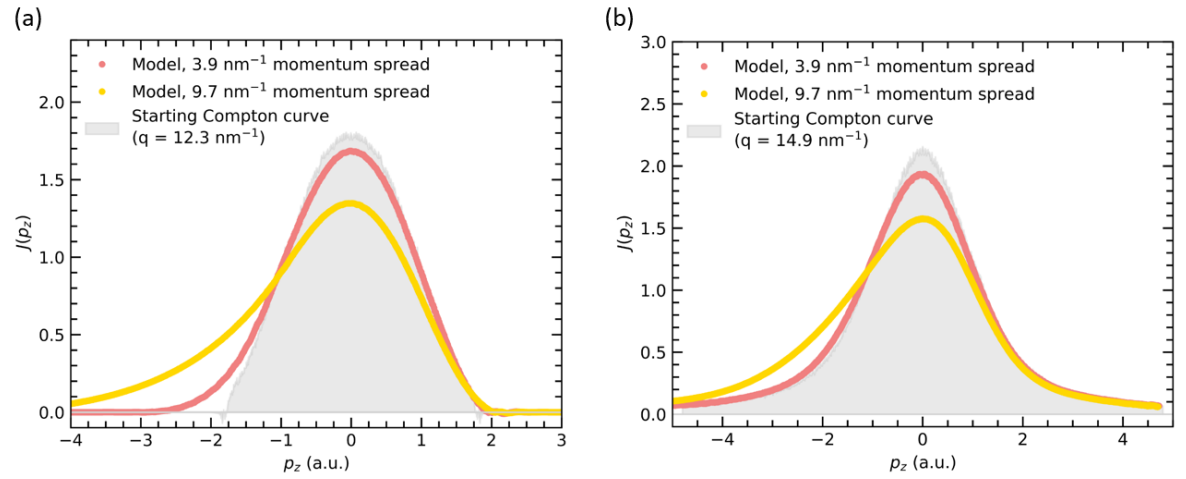 (a)
Model, 3.9 nm⁻¹ momentum spread
Model, 9.7 nm⁻¹ momentum spread
Starting Compton curve
(q = 12.3 nm⁻¹)
2.0
1.5
1.0
0.5
0.0
J(p_z)
−4 −3 −2 −1 0 1 2 3
p_z (a.u.)
(b)
Model, 3.9 nm⁻¹ momentum spread
Model, 9.7 nm⁻¹ momentum spread
Starting Compton curve
(q = 14.9 nm⁻¹)
3.0
2.5
2.0
1.5
1.0
0.5
0.0
J(p_z)
−4 −2 0 2 4
p_z (a.u.)